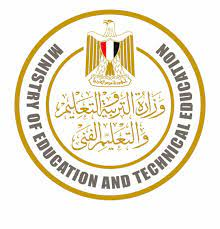 وزارة التربية والتعليم
والتعليم الفني
MINISTRY OF EDUCATION AND TECHNICAL EDUCATION